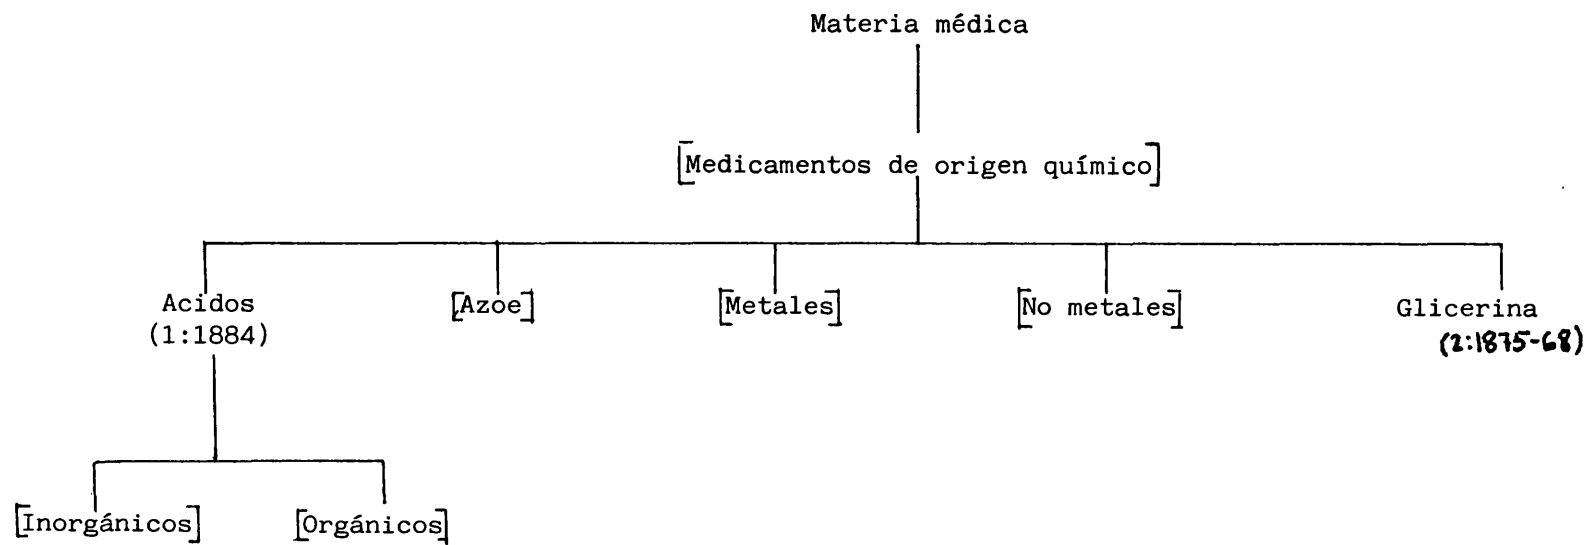 Materia médica
[Medicamentos de origen químico]
Acidos
(1:1884)
[Azoe]
[Metales]
[No metales]
Glicerina
(2:1875-68)
[Inorgánicos]
[Orgánicos]